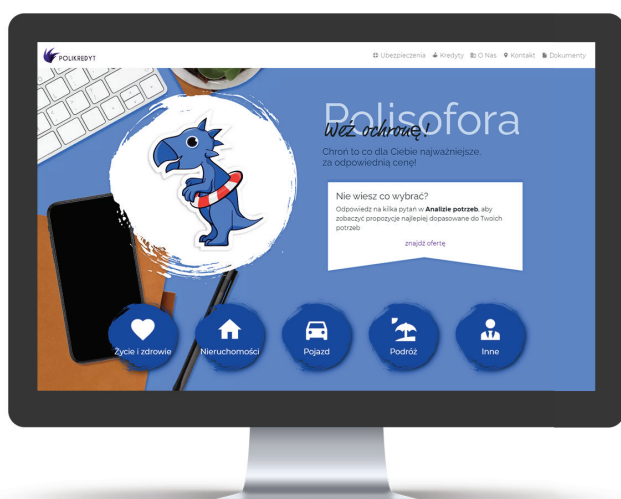 POLIKREDYT
Ubezpieczenia Kredyty O Nas Kontakt Dokumenty
Polisofora
Weź ochronę!
Chroń to co dla Ciebie najważniejsze,
za odpowiednią cenę!
Nie wiesz co wybrać?
Odpowiedz na kilka pytań w Analizie potrzeb, aby
zobaczyć propozycje najlepiej dopasowane do Twoich
potrzeb
znajdź ofertę
Życie i zdrowie Nieruchomości Pojazd Podróż Inne